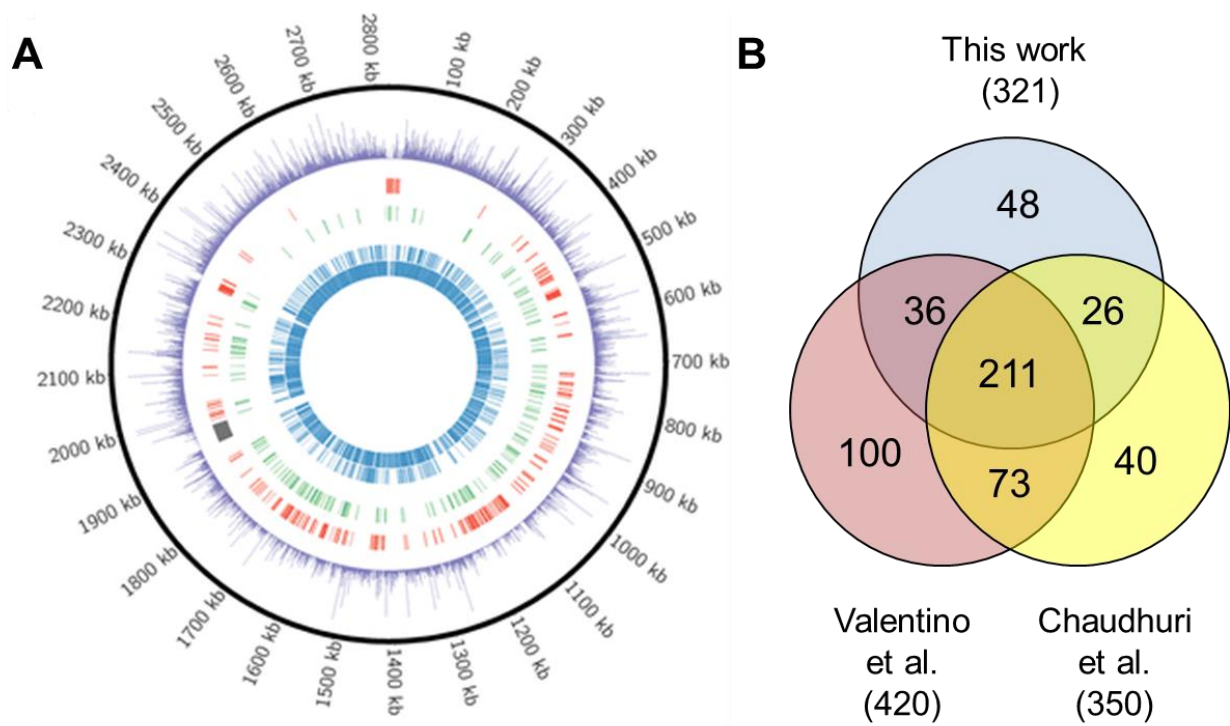 A
2800 kb
100 kb
200 kb
300 kb
400 kb
500 kb
600 kb
700 kb
800 kb
900 kb
1000 kb
1100 kb
1200 kb
1300 kb
1400 kb
1500 kb
1600 kb
1700 kb
1800 kb
1900 kb
2000 kb
2100 kb
2200 kb
2300 kb
2400 kb
2500 kb
2600 kb
2700 kb
B
This work
(321)
48
36
26
211
100
73
40
Valentino
et al.
(420)
Chaudhuri
et al.
(350)